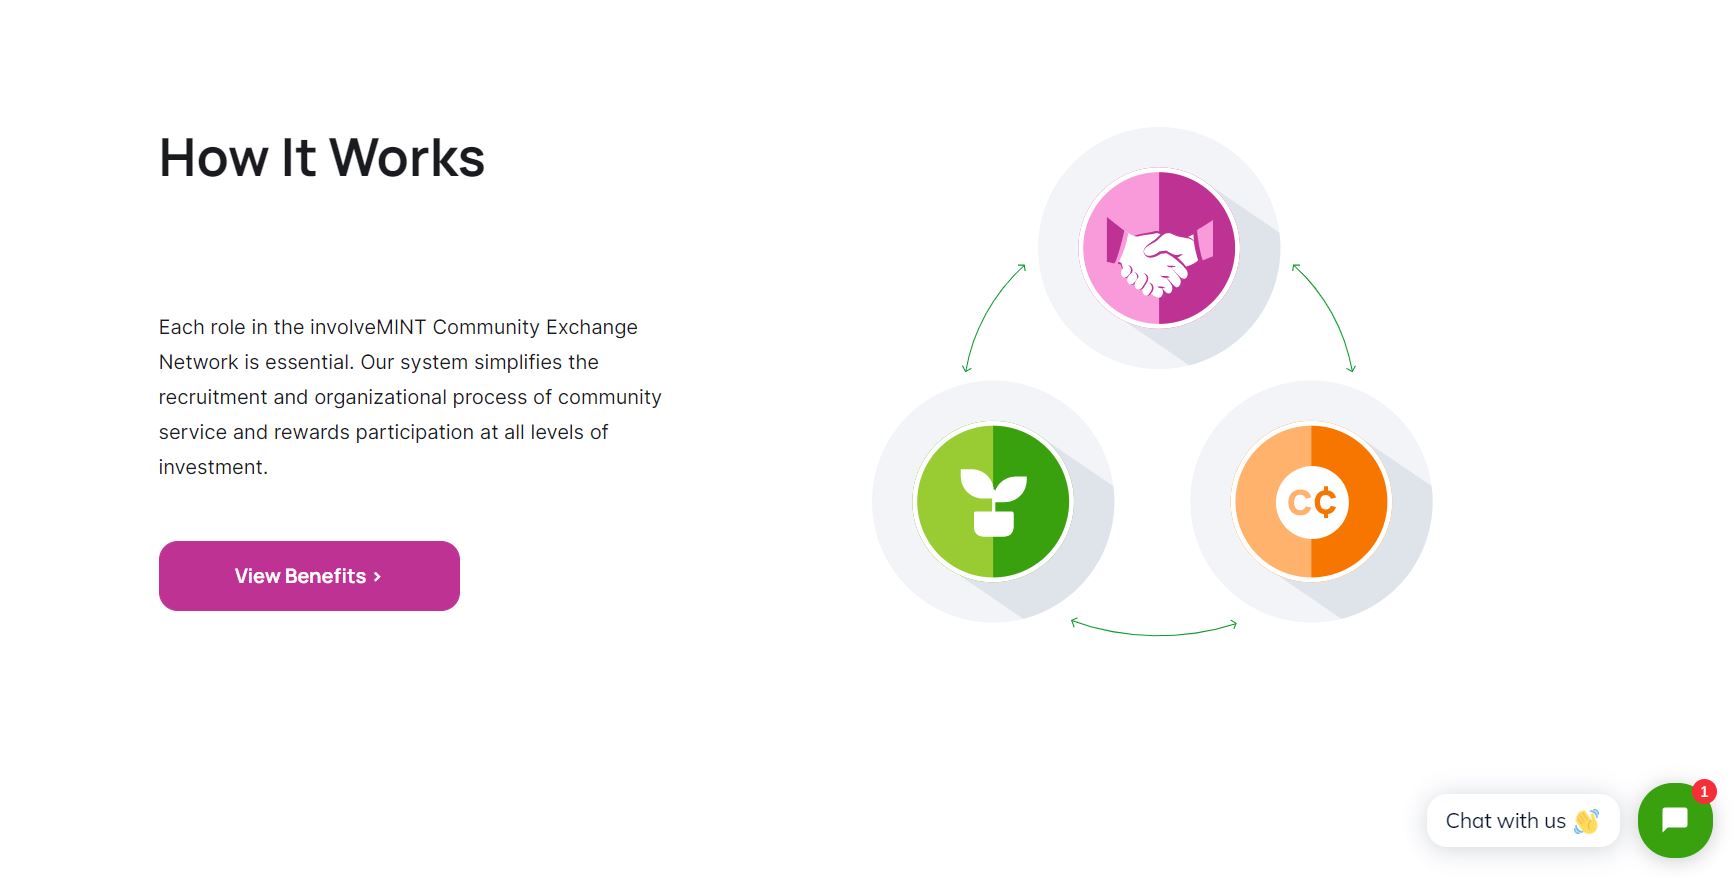 How It Works
Each role in the involveMINT Community Exchange
Network is essential. Our system simplifies the
recruitment and organizational process of community
service and rewards participation at all levels of
investment.
View Benefits ›
C¢
Chat with us 👋
1